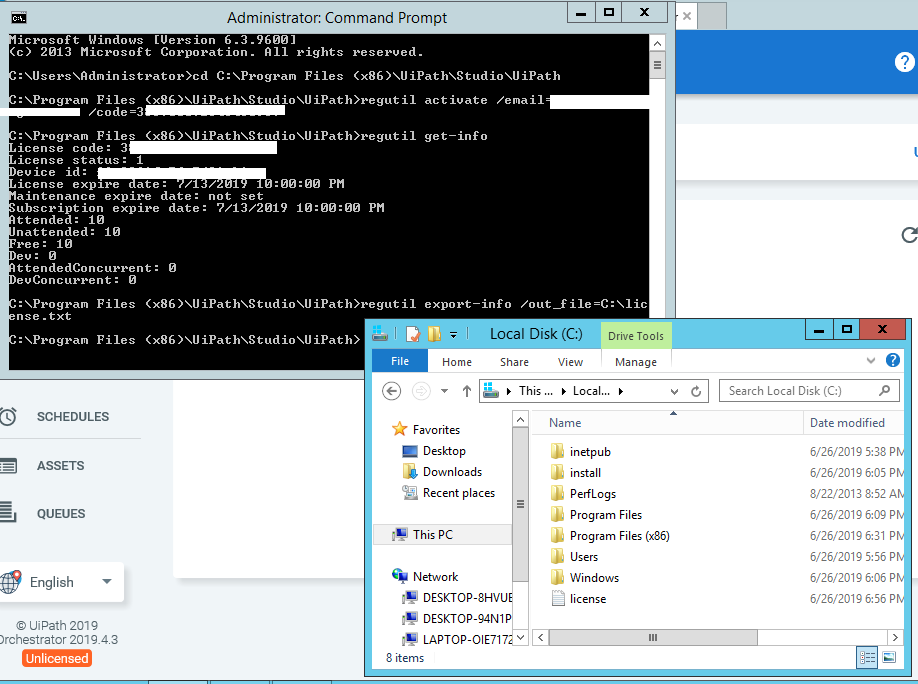 Administrator: Command Prompt
Microsoft Windows [Version 6.3.9600]
(c) 2013 Microsoft Corporation. All rights reserved.
C:\Users\Administrator>cd C:\Program Files (x86)\UiPath\Studio\UiPath
C:\Program Files (x86)\UiPath\Studio\UiPath>regutil activate /email=
/code=3
C:\Program Files (x86)\UiPath\Studio\UiPath>regutil get-info
License code: 3
License status: 1
Device id:
License expire date: 7/13/2019 10:00:00 PM
Maintenance expire date: not set
Subscription expire date: 7/13/2019 10:00:00 PM
Attended: 10
Unattended: 10
Free: 10
Dev: 0
AttendedConcurrent: 0
DevConcurrent: 0
C:\Program Files (x86)\UiPath\Studio\UiPath>regutil export-info /out_file=C:\lic
ense.txt
C:\Program Files (x86)\UiPath\Studio\UiPath>
SCHEDULES
ASSETS
QUEUES
English
© UiPath 2019
Orchestrator 2019.4.3
Unlicensed
Local Disk (C:)
Drive Tools
File Home Share View Manage
This ... Local...
Search Local Disk (C:)
Favorites
Desktop
Downloads
Recent places
This PC
Network
DESKTOP-8HVUE
DESKTOP-94N1P
LAPTOP-OIE7172
Name Date modified
inetpub 6/26/2019 5:38 PM
install 6/26/2019 6:05 PM
PerfLogs 8/22/2013 8:52 AM
Program Files 6/26/2019 6:09 PM
Program Files (x86) 6/26/2019 6:31 PM
Users 6/26/2019 5:56 PM
Windows 6/26/2019 6:06 PM
license 6/26/2019 6:56 PM
8 items